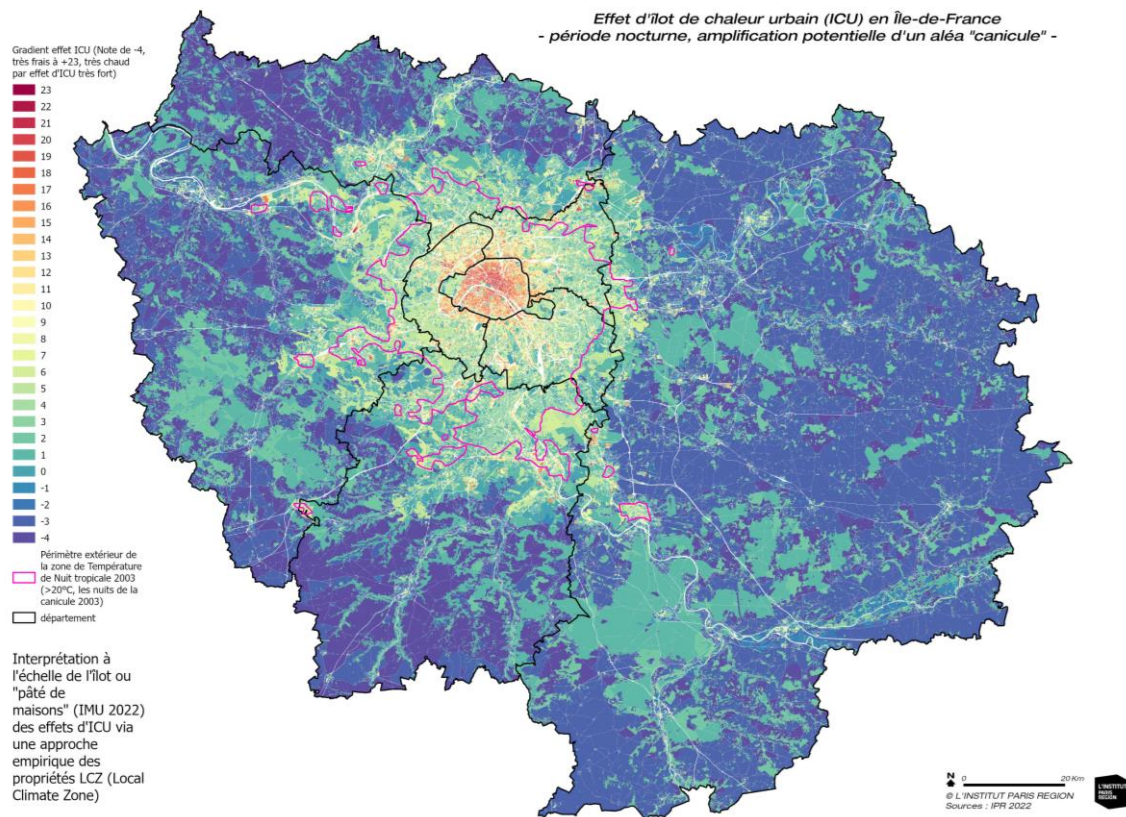 Effet d'îlot de chaleur urbain (ICU) en Île-de-France
- période nocturne, amplification potentielle d'un aléa "canicule" -
Gradient effet ICU (Note de -4,
très frais à +23, très chaud
par effet d'ICU très fort)
23
22
21
20
19
18
17
16
15
14
13
12
11
10
9
8
7
6
5
4
3
2
1
0
-1
-2
-3
-4
Périmètre extérieur de
la zone de Température
de Nuit tropicale 2003
(>20°C, les nuits de la
canicule 2003)
département
Interprétation à
l'échelle de l'îlot ou
"pâté de
maisons" (IMU 2022)
des effets d'ICU via
une approche
empirique des
propriétés LCZ (Local
Climate Zone)
N
0 20 Km
© L'INSTITUT PARIS REGION
Sources : IPR 2022
L'INSTITUT
PARIS
REGION